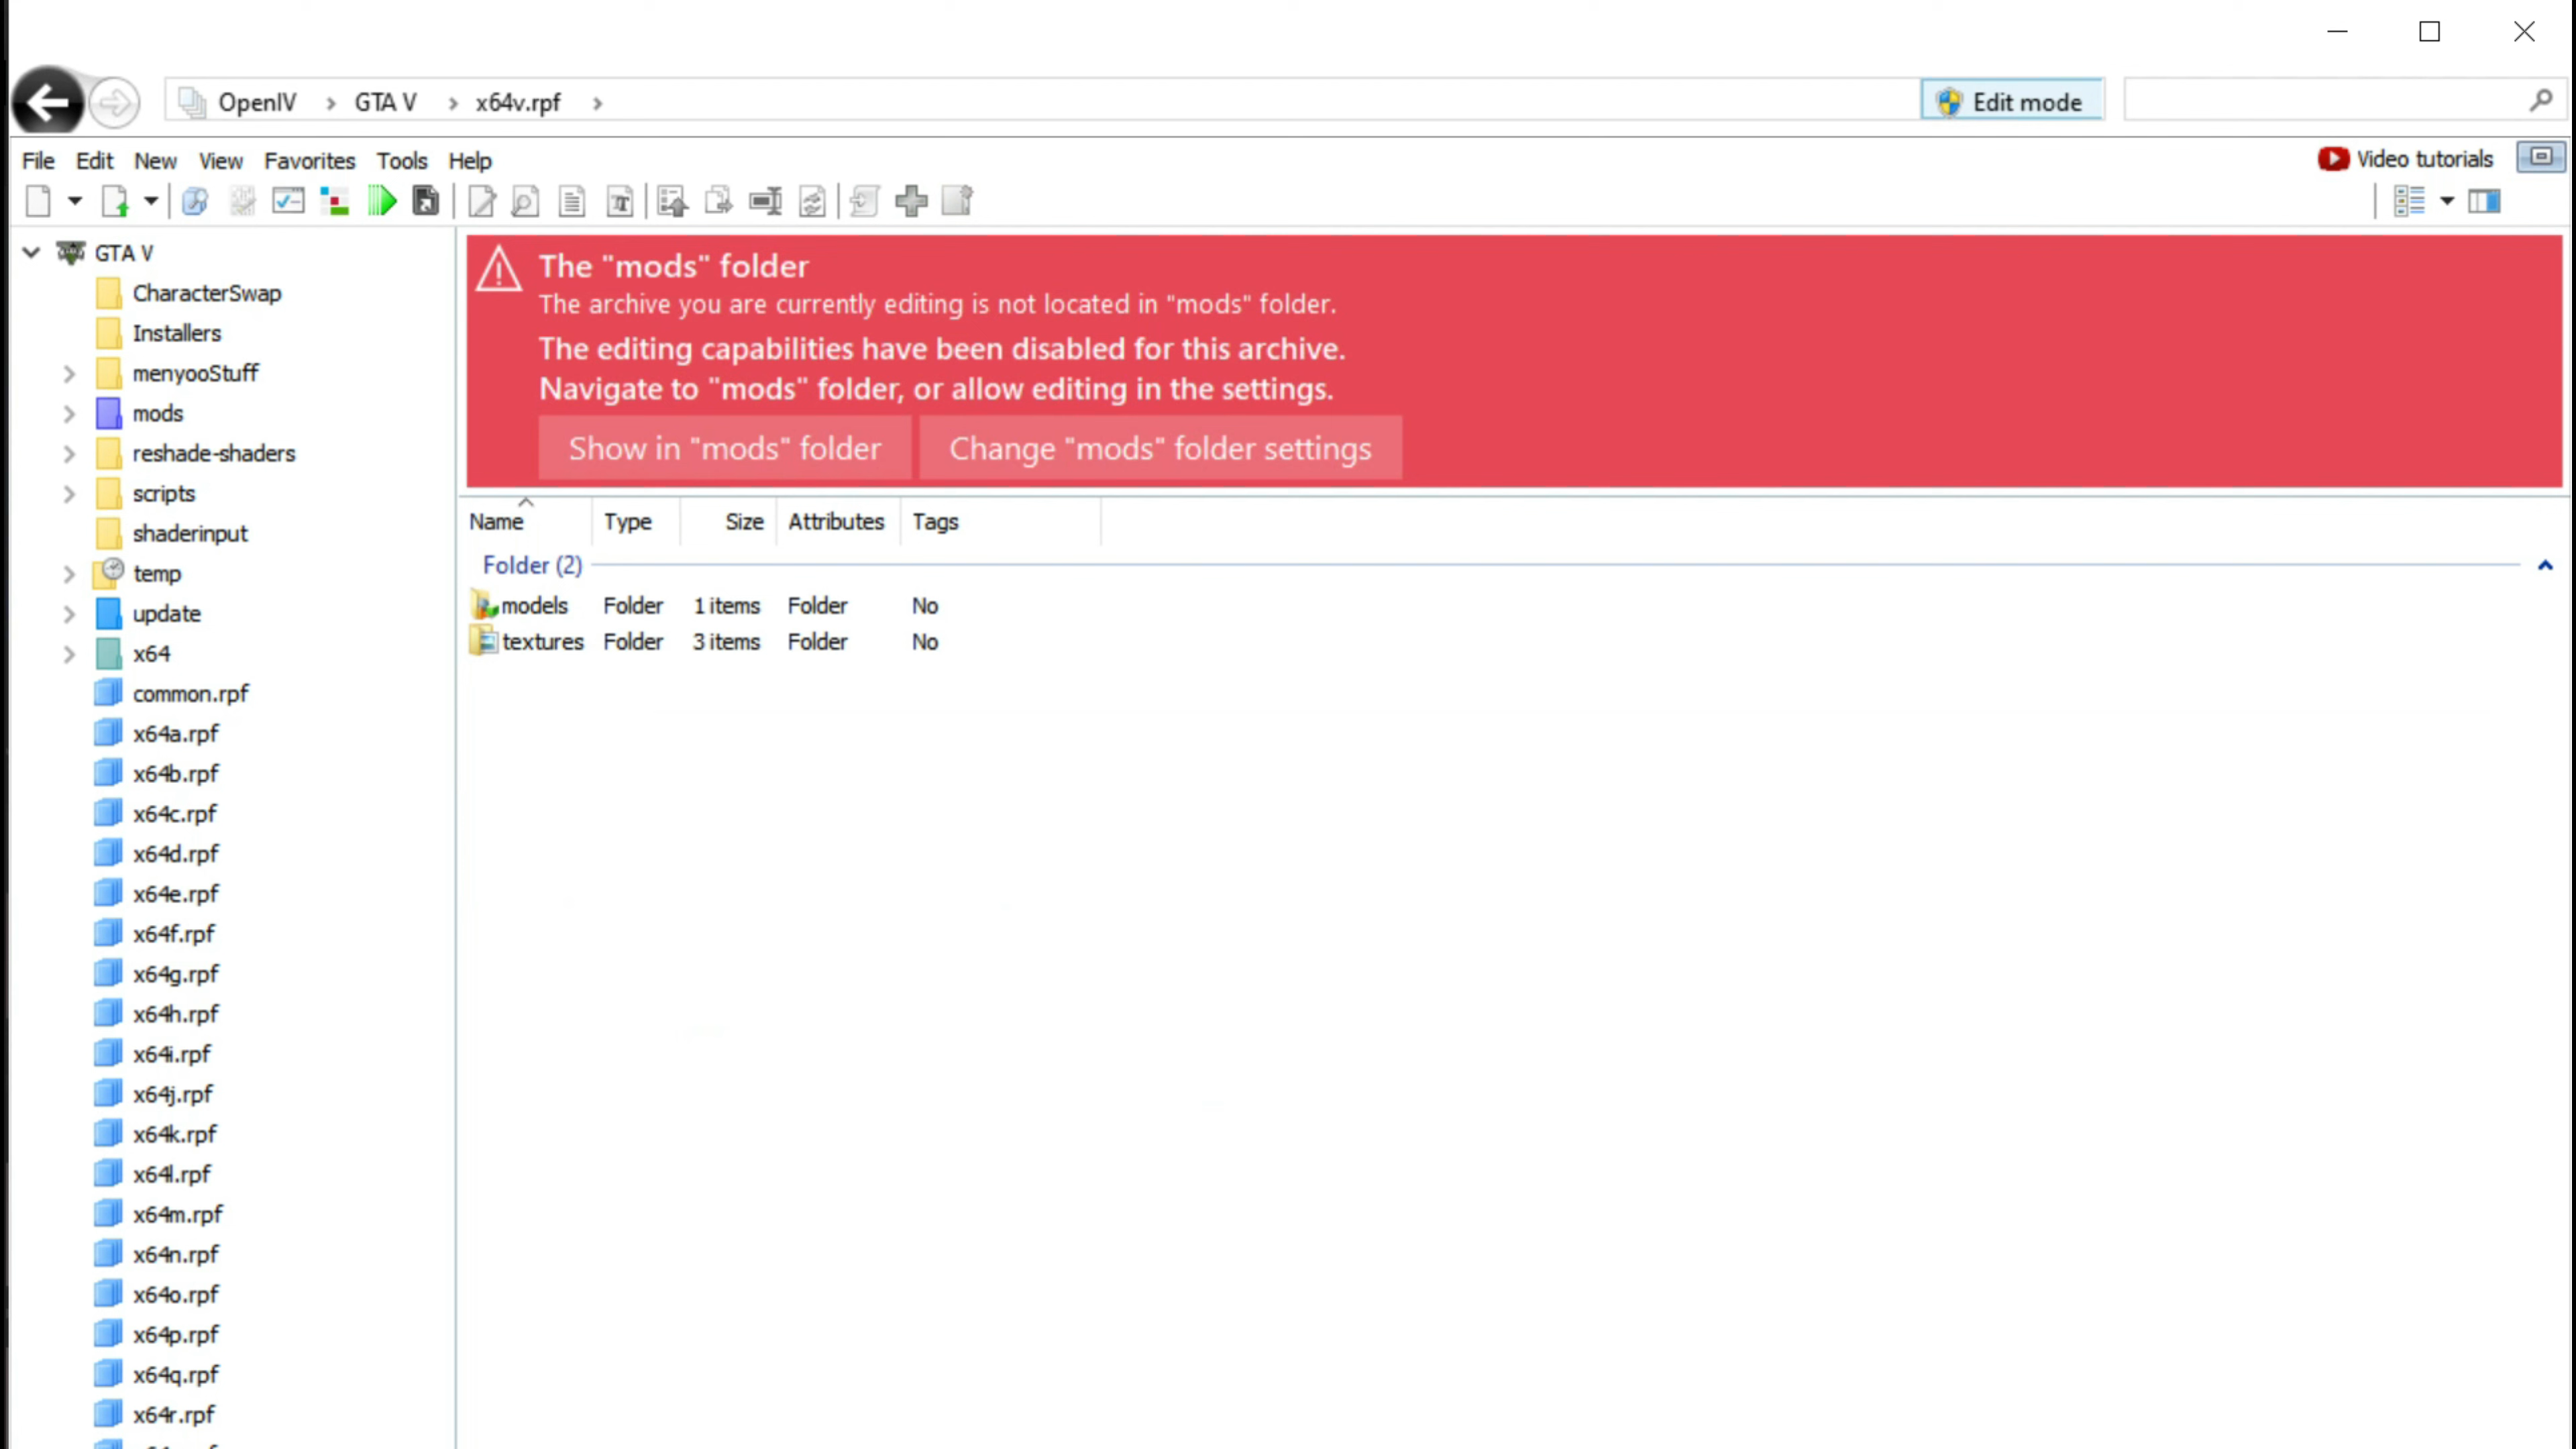 OpenIV > GTA V > x64v.rpf >
Edit mode
File Edit New View Favorites Tools Help
Video tutorials
GTA V
CharacterSwap
Installers
menyooStuff
mods
reshade-shaders
scripts
shaderinput
temp
update
x64
common.rpf
x64a.rpf
x64b.rpf
x64c.rpf
x64d.rpf
x64e.rpf
x64f.rpf
x64g.rpf
x64h.rpf
x64i.rpf
x64j.rpf
x64k.rpf
x64l.rpf
x64m.rpf
x64n.rpf
x64o.rpf
x64p.rpf
x64q.rpf
x64r.rpf
The "mods" folder
The archive you are currently editing is not located in "mods" folder.
The editing capabilities have been disabled for this archive.
Navigate to "mods" folder, or allow editing in the settings.
Show in "mods" folder Change "mods" folder settings
Name Type Size Attributes Tags
Folder (2)
models Folder 1 items Folder No
textures Folder 3 items Folder No